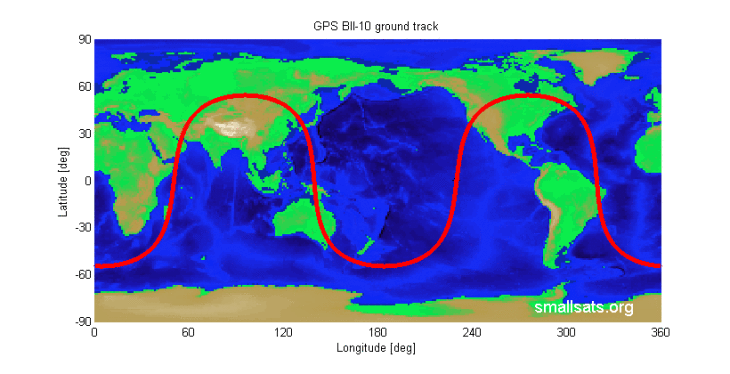 GPS BII-10 ground track
90
60
30
0
-30
-60
-90
Latitude [deg]
smallsats.org
0 60 120 180 240 300 360
Longitude [deg]